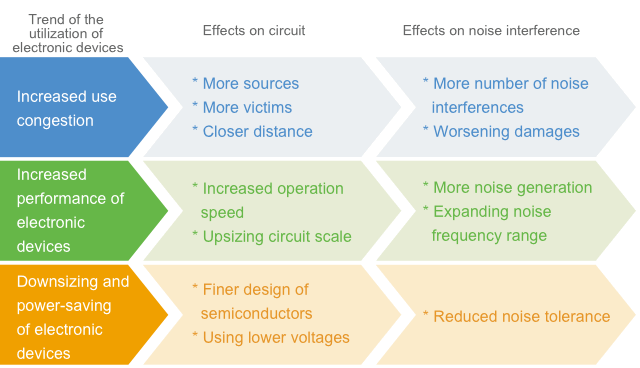 Trend of the
utilization of
electronic devices
Effects on circuit
Effects on noise interference
Increased use
congestion
* More sources
* More victims
* Closer distance
* More number of noise
interferences
* Worsening damages
Increased
performance of
electronic
devices
* Increased operation
speed
* Upsizing circuit scale
* More noise generation
* Expanding noise
frequency range
Downsizing and
power-saving
of electronic
devices
* Finer design of
semiconductors
* Using lower voltages
* Reduced noise tolerance